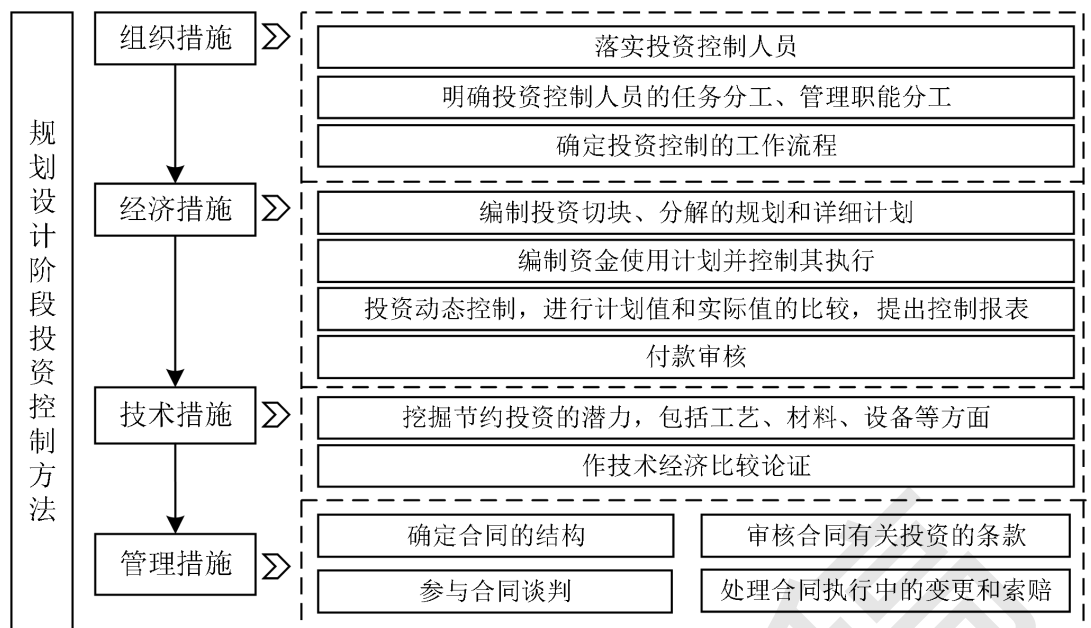 规划设计阶段投资控制方法
组织措施
落实投资控制人员
明确投资控制人员的任务分工、管理职能分工
确定投资控制的工作流程
经济措施
编制投资切块、分解的规划和详细计划
编制资金使用计划并控制其执行
投资动态控制，进行计划值和实际值的比较，提出控制报表
付款审核
技术措施
挖掘节约投资的潜力，包括工艺、材料、设备等方面
作技术经济比较论证
管理措施
确定合同的结构
审核合同有关投资的条款
参与合同谈判
处理合同执行中的变更和索赔